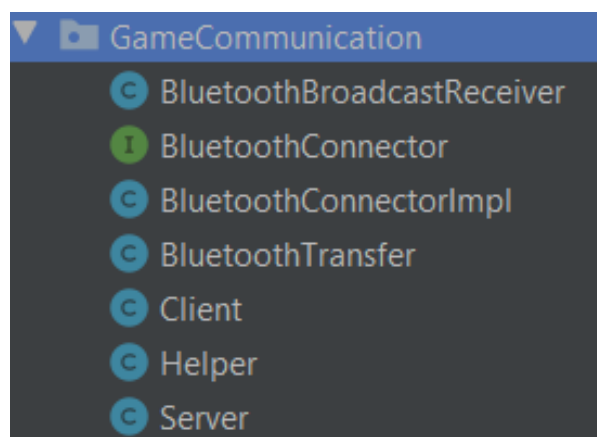 GameCommunication
C BluetoothBroadcastReceiver
I BluetoothConnector
C BluetoothConnectorImpl
C BluetoothTransfer
C Client
C Helper
C Server